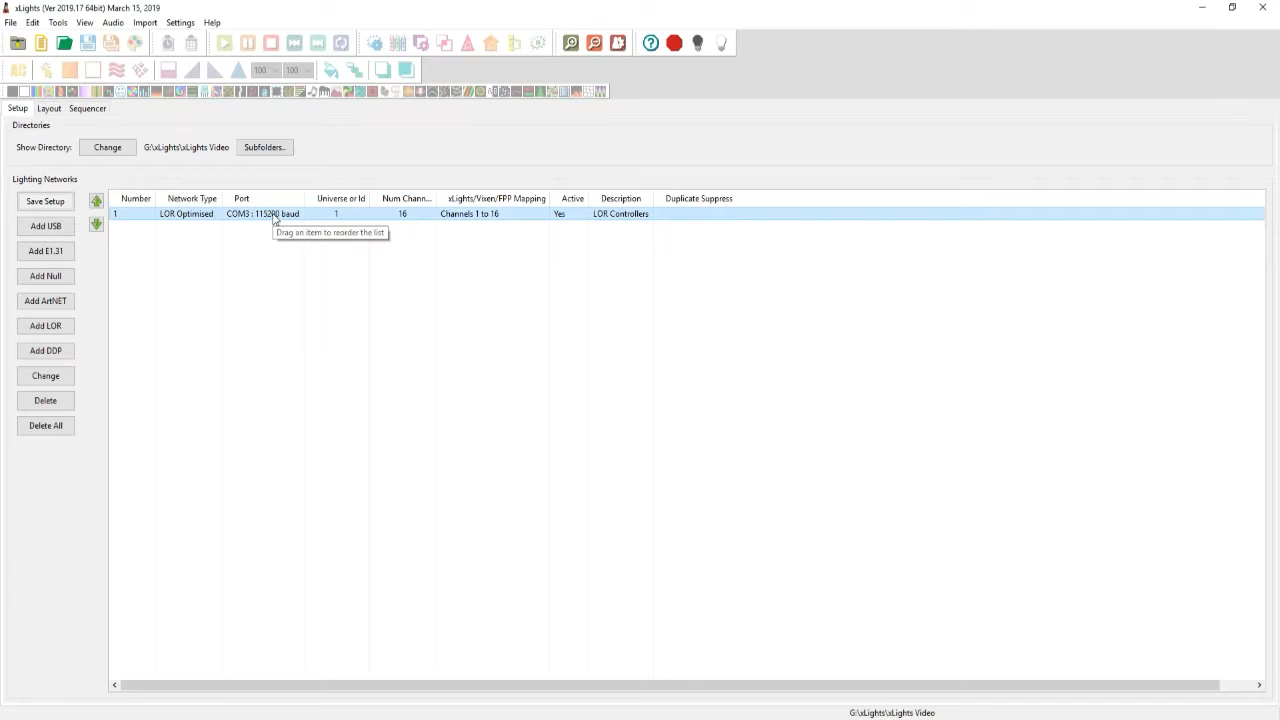 xLights (Ver 2019.17 64bit) March 15, 2019
File Edit Tools View Audio Import Settings Help
AC 100 100
Setup Layout Sequencer
Directories
Show Directory: Change G:\xLights\xLights Video Subfolders..
Lighting Networks
Number Network Type Port Universe or Id Num Chann... xLights/Vixen/FPP Mapping Active Description Duplicate Suppress
1 LOR Optimised COM3 : 115200 baud 1 16 Channels 1 to 16 Yes LOR Controllers
Drag an item to reorder the list
Save Setup
Add USB
Add E1.31
Add Null
Add ArtNET
Add LOR
Add DDP
Change
Delete
Delete All
G:\xLights\xLights Video